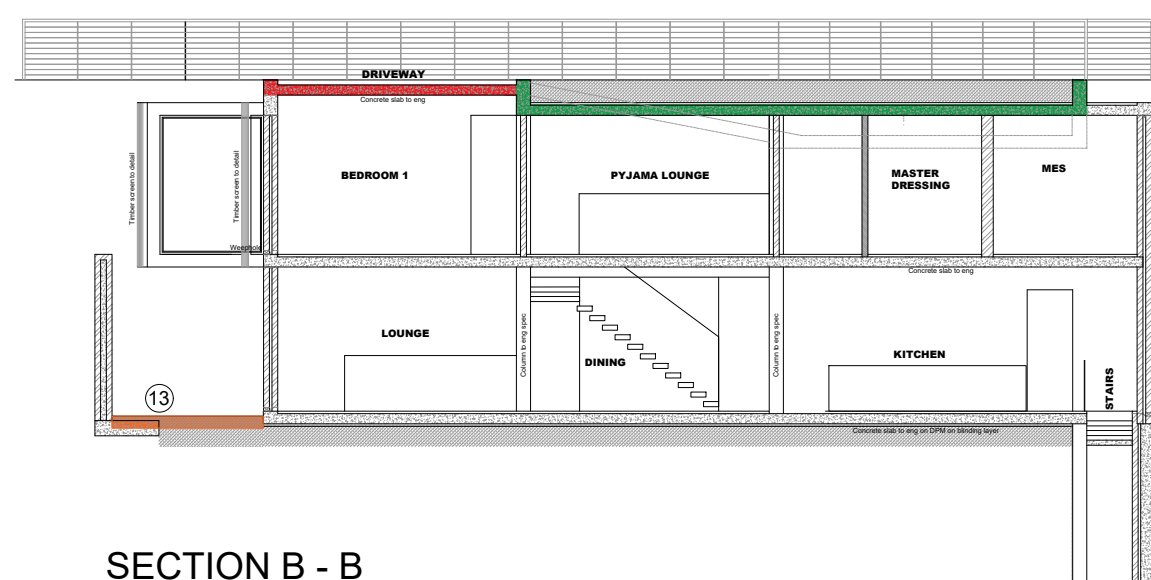 DRIVEWAY
Concrete slab to eng
Timber screen to detail
Timber screen to detail
BEDROOM 1
PYJAMA LOUNGE
MASTER
DRESSING
MES
Weephole
Concrete slab to eng
LOUNGE
Column to eng spec
DINING
Column to eng spec
KITCHEN
STAIRS
13
Concrete slab to eng on DPM on blinding layer
SECTION B - B